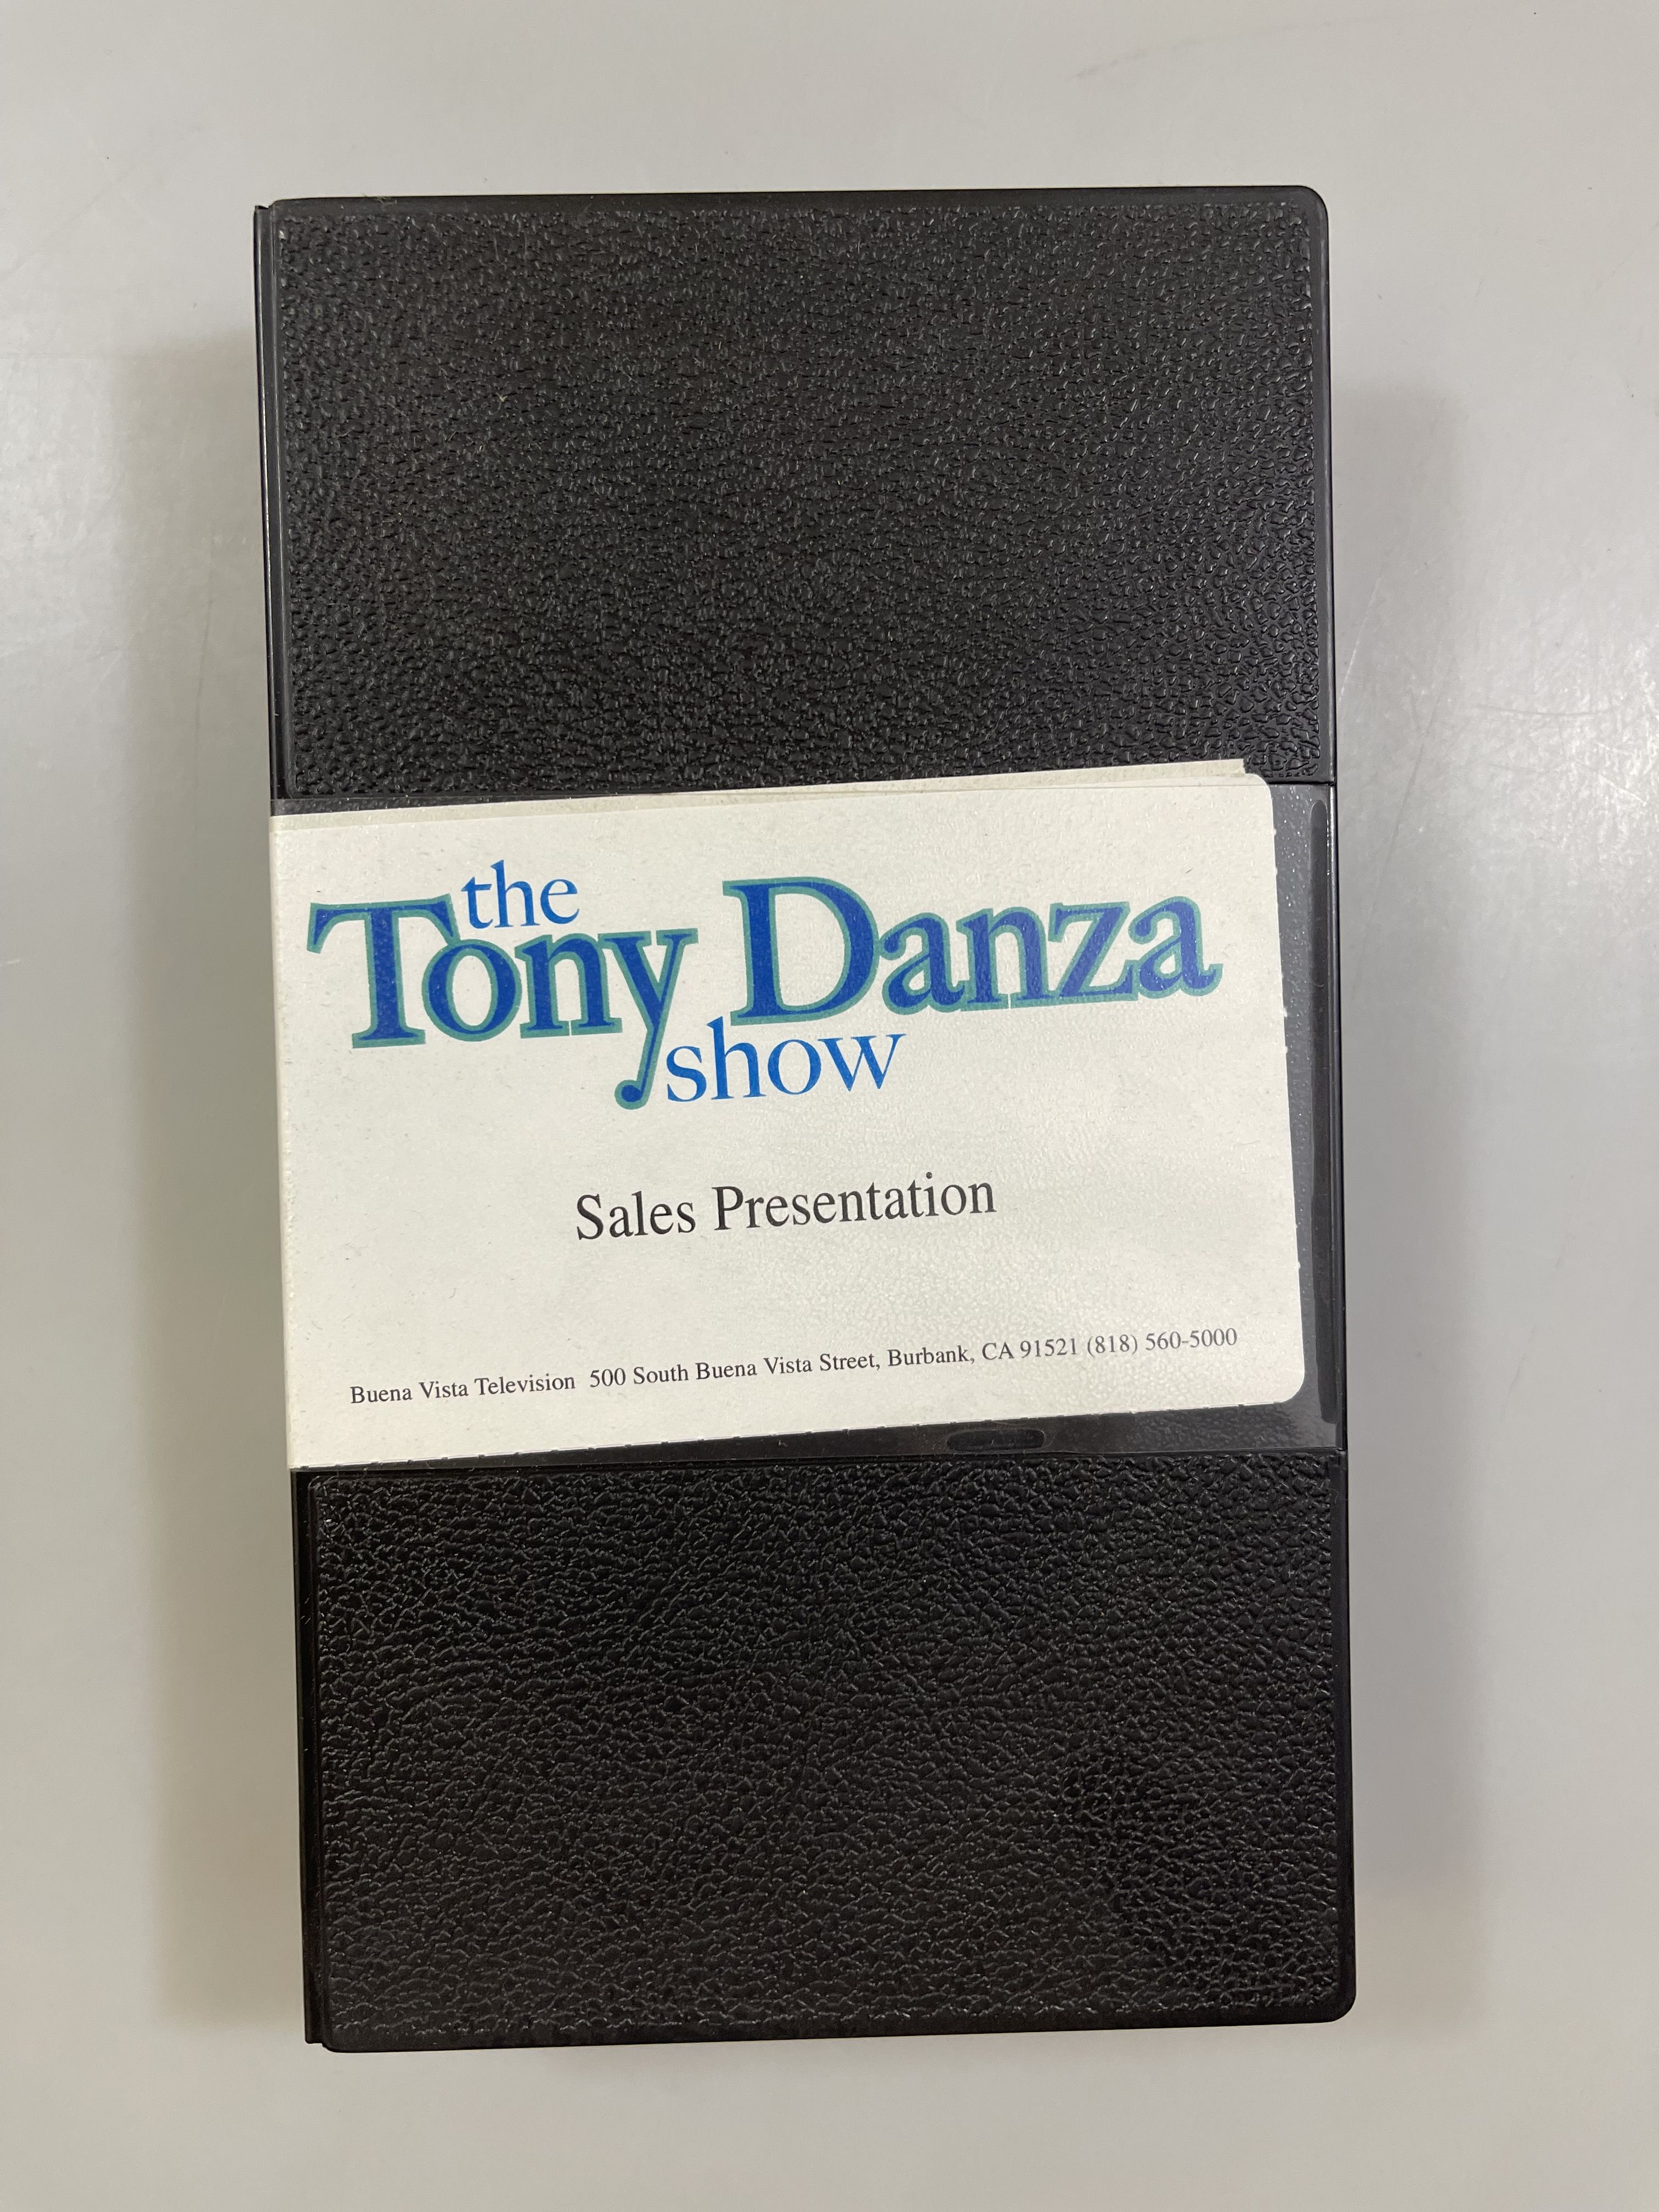 the
Tony Danza
show
Sales Presentation
Buena Vista Television 500 South Buena Vista Street, Burbank, CA 91521 (818) 560-5000